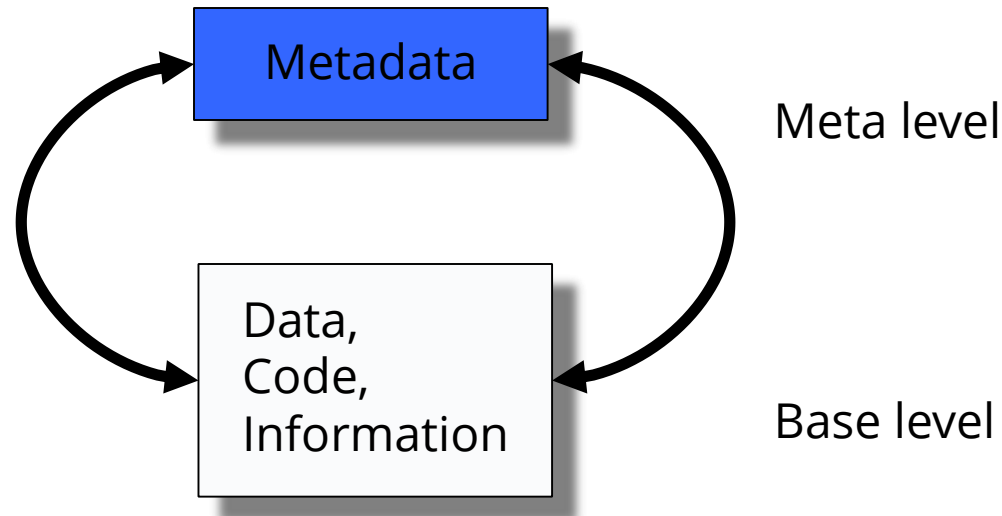 Metadata
Meta level
Data,
Code,
Information
Base level